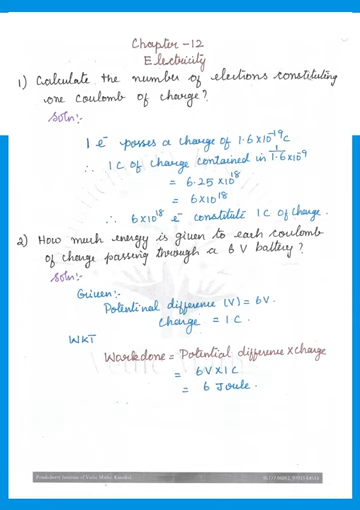 Chapter - 12
Electricity
1) Calculate the number of electrons constituting
one coulomb of charge?
Soln:-
1 e⁻ posses a charge of 1.6×10⁻¹⁹C
∴ 1C of charge contained in 1/1.6×10⁻⁹
= 6.25×10¹⁸
= 6×10¹⁸
∴ 6×10¹⁸ e⁻ constitute 1C of charge.
2) How much energy is given to each coulomb
of charge passing through a 6V battery?
Soln:-
Given:-
Potential difference (V) = 6V.
Charge = 1C.
WKT
Workdone = Potential difference × Charge
= 6V×1C
= 6 Joule.